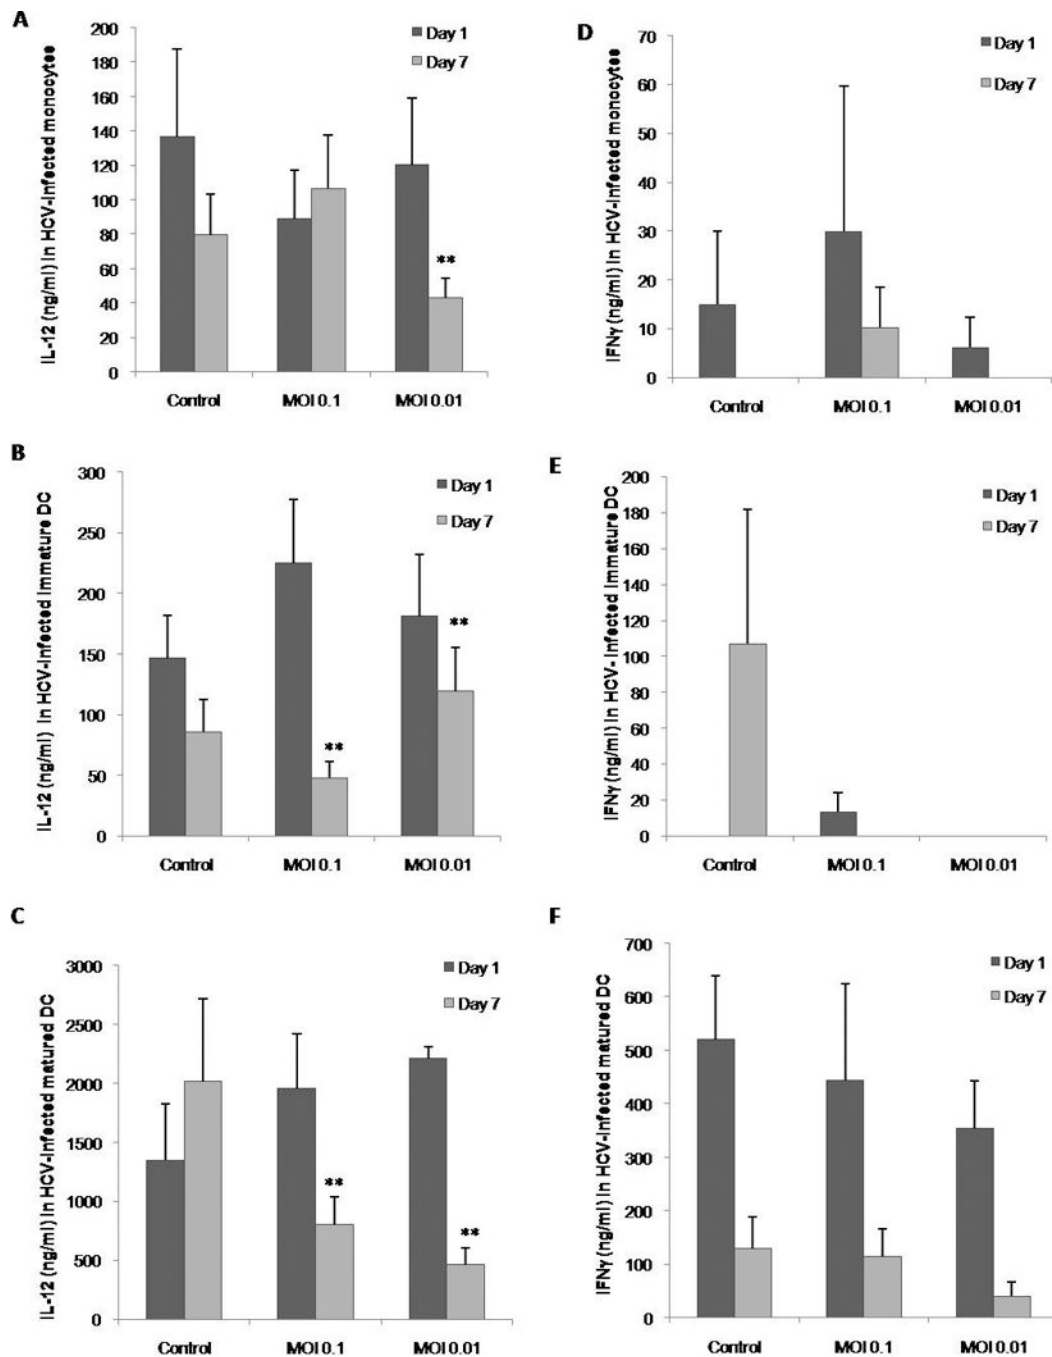 A
IL-12 (ng/ml) in HCV-infected monocytes
200
180
160
140
120
100
80
60
40
20
0
Day 1
Day 7
**
Control
MOI 0.1
MOI 0.01
D
IFNγ (ng/ml) in HCV-infected monocytes
70
60
50
40
30
20
10
0
Day 1
Day 7
Control
MOI 0.1
MOI 0.01
B
IL-12 (ng/ml) in HCV-infected immature DC
300
250
200
150
100
50
0
Day 1
Day 7
**
**
Control
MOI 0.1
MOI 0.01
E
IFNγ (ng/ml) in HCV-infected immature DC
200
180
160
140
120
100
80
60
40
20
0
Day 1
Day 7
Control
MOI 0.1
MOI 0.01
C
IL-12 (ng/ml) in HCV-infected matured DC
3000
2500
2000
1500
1000
500
0
Day 1
Day 7
**
**
Control
MOI 0.1
MOI 0.01
F
IFNγ (ng/ml) in HCV-infected matured DC
700
600
500
400
300
200
100
0
Day 1
Day 7
Control
MOI 0.1
MOI 0.01